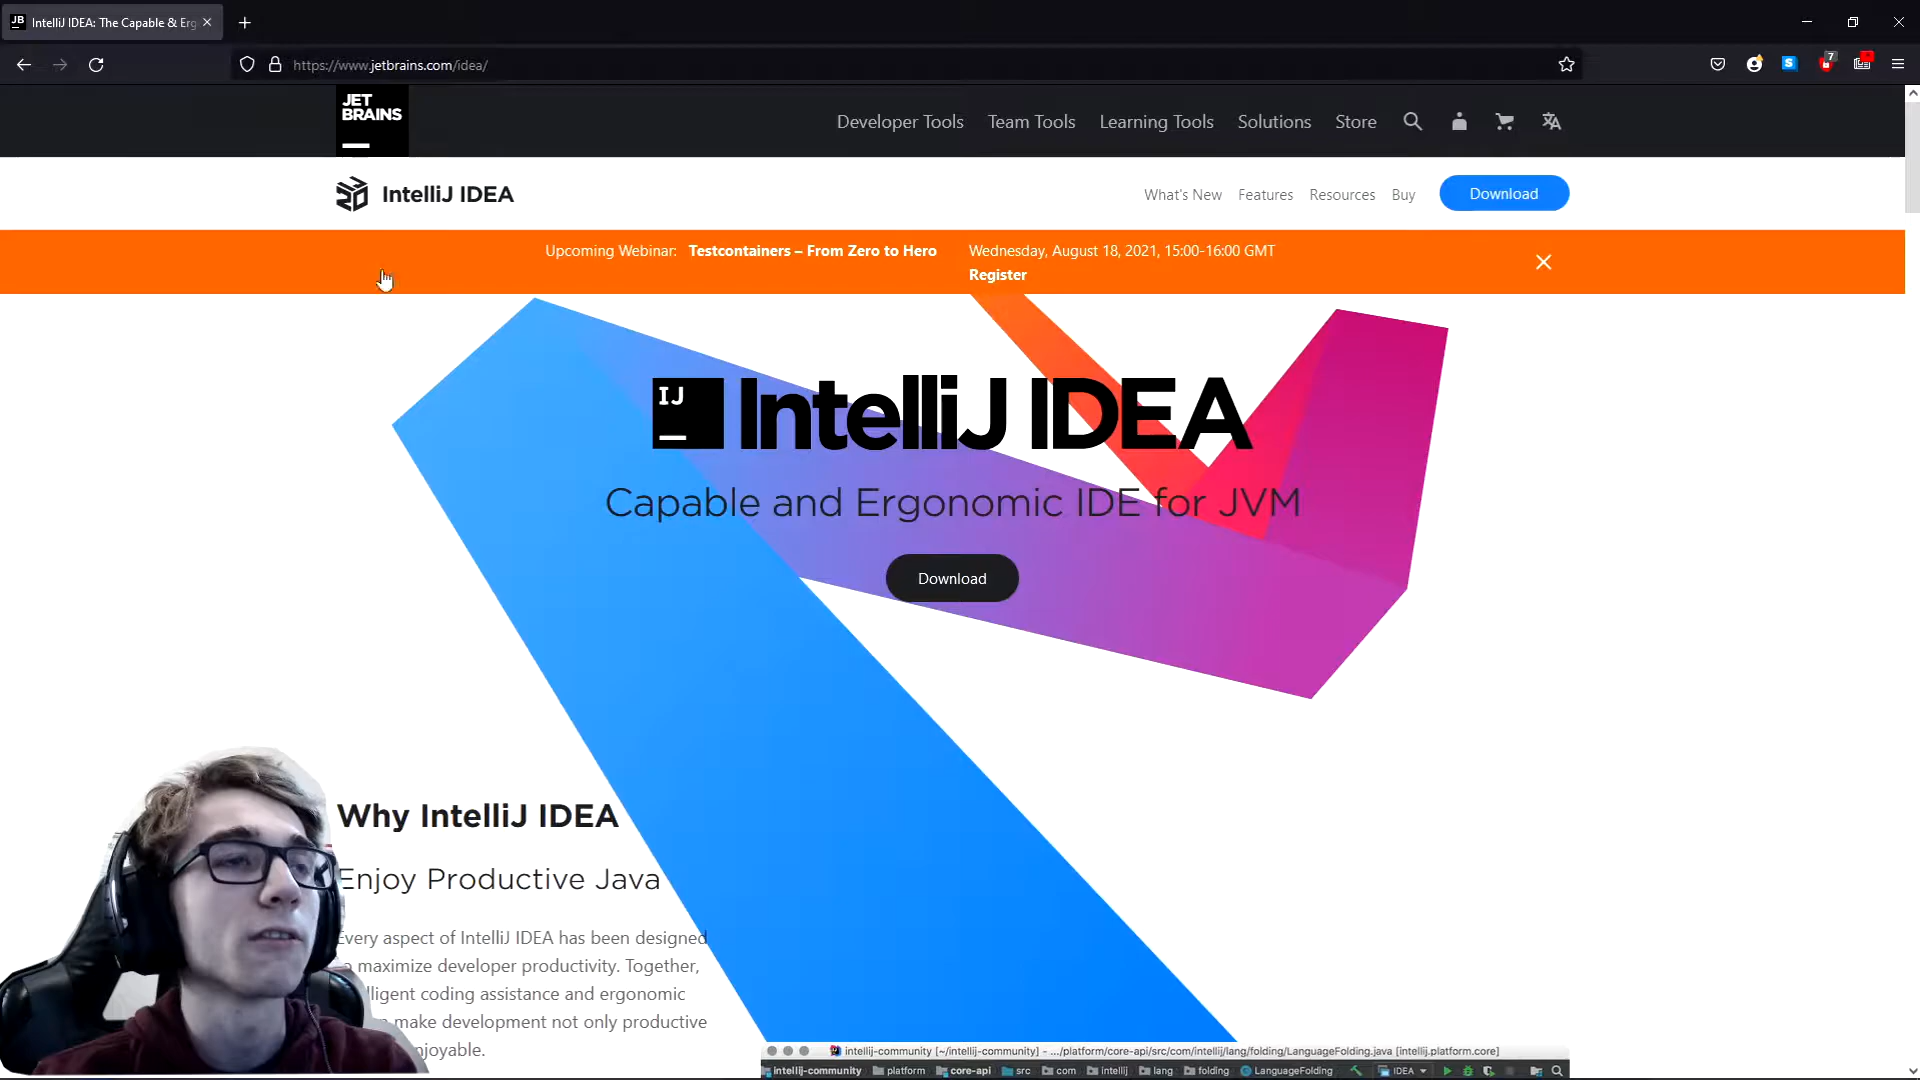 JB IntelliJ IDEA: The Capable & Erg
https://www.jetbrains.com/idea/
7
JET
BRAINS
Developer Tools Team Tools Learning Tools Solutions Store
IntelliJ IDEA
What's New Features Resources Buy Download
Upcoming Webinar: Testcontainers – From Zero to Hero Wednesday, August 18, 2021, 15:00-16:00 GMT
Register
IJ IntelliJ IDEA
Capable and Ergonomic IDE for JVM
Download
Why IntelliJ IDEA
Enjoy Productive Java
Every aspect of IntelliJ IDEA has been designed
maximize developer productivity. Together,
lligent coding assistance and ergonomic
make development not only productive
njoyable.
intellij-community [~/intellij-community] - .../platform/core-api/src/com/intellij/lang/folding/LanguageFolding.java [intellij.platform.core]
intellij-community platform core-api src com intellij lang folding LanguageFolding IDEA